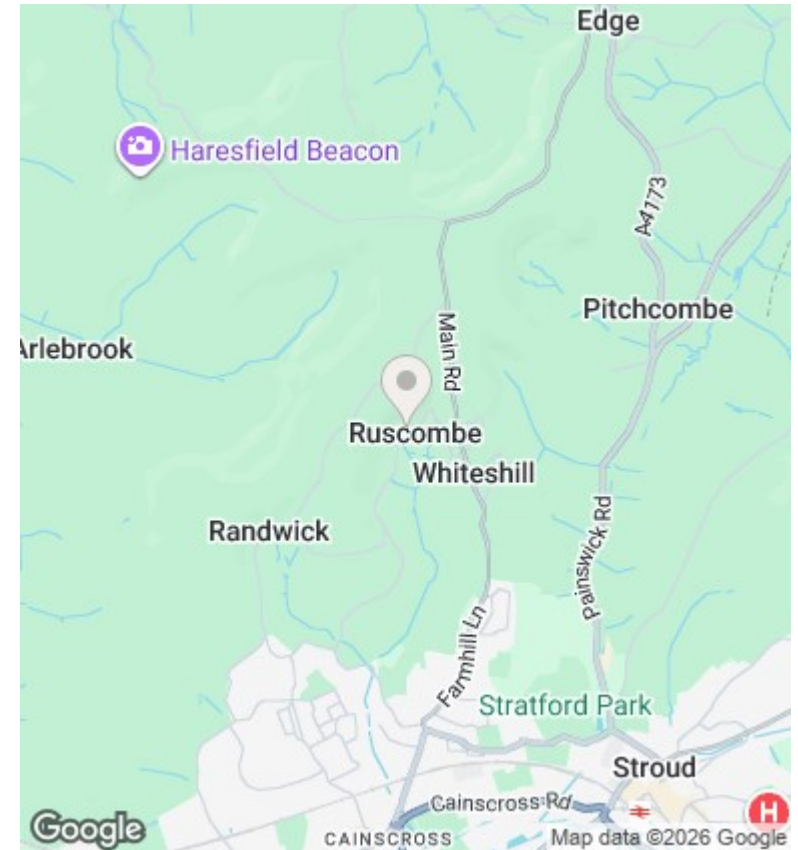 Edge
Haresfield Beacon
A4173
Pitchcombe
Arlebrook
Main Rd
Ruscombe
Whiteshill
Randwick
Painswick Rd
Farmhill Ln
Stratford Park
Stroud
Cainscross Rd
H
Google
CAINSCROSS
Map data ©2026 Google